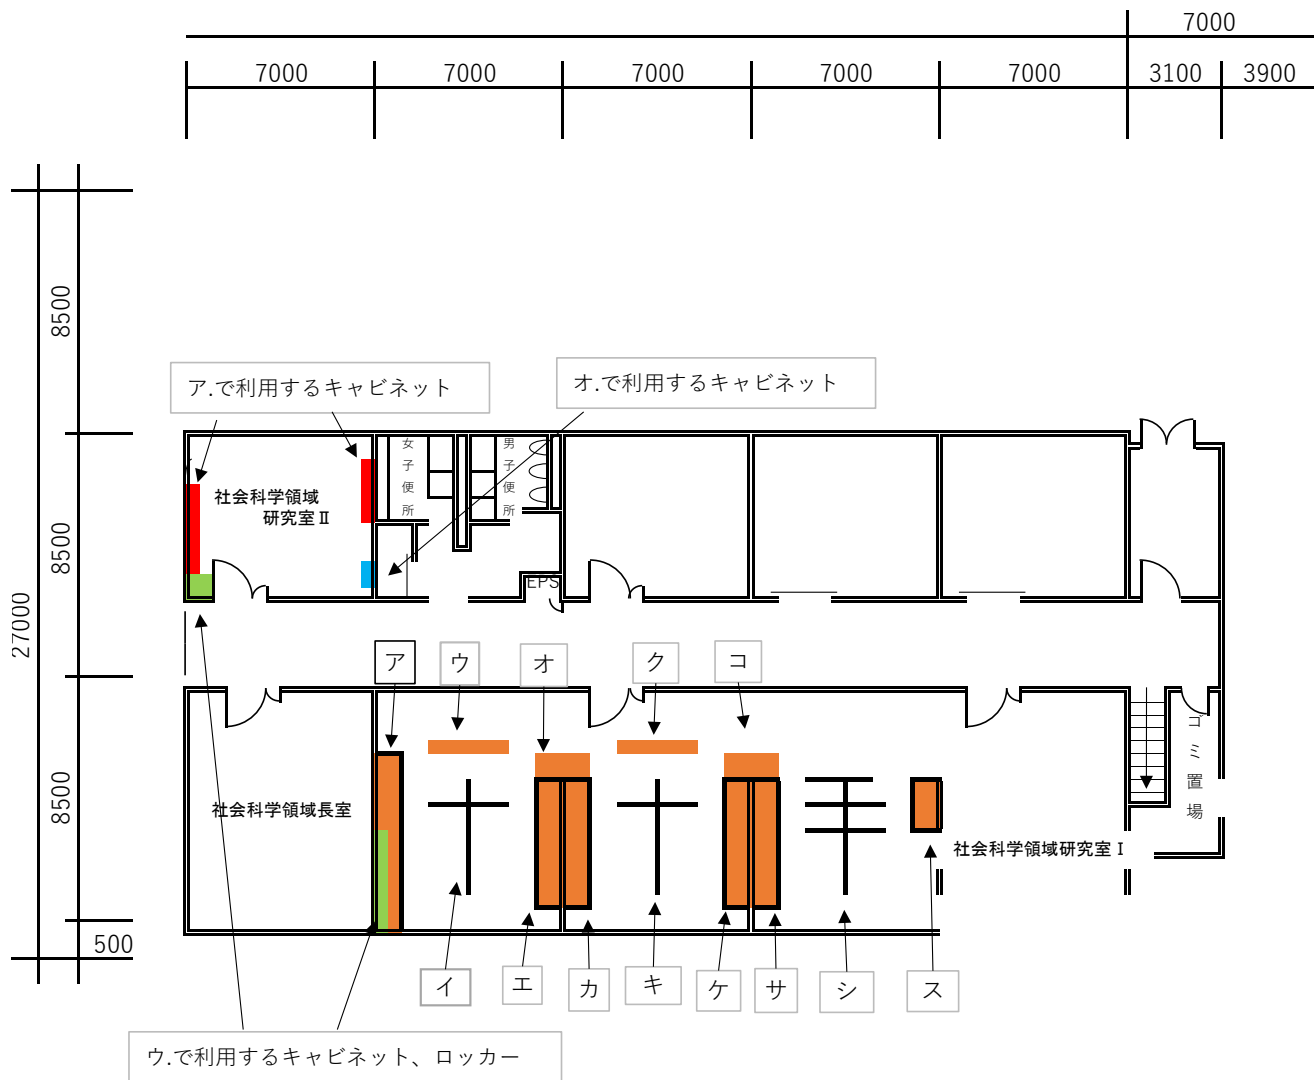 7000
7000
7000
7000
7000
7000
3100
3900
8500
8500
27000
8500
500
ア.で利用するキャビネット
オ.で利用するキャビネット
女子便所
男子便所
社会科学領域
研究室Ⅱ
EPS
ア
ウ
オ
ク
コ
ゴミ置場
社会科学領域長室
社会科学領域研究室Ⅰ
イ
エ
カ
キ
ケ
サ
シ
ス
ウ.で利用するキャビネット、ロッカー